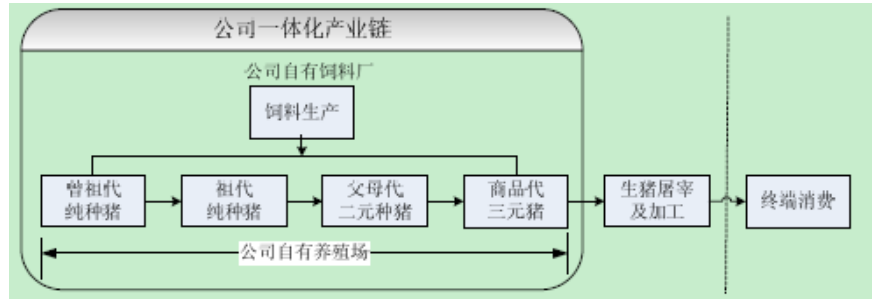 公司一体化产业链
公司自有饲料厂
饲料生产
曾祖代
纯种猪
祖代
纯种猪
父母代
二元种猪
商品代
三元猪
生猪屠宰
及加工
终端消费
公司自有养殖场